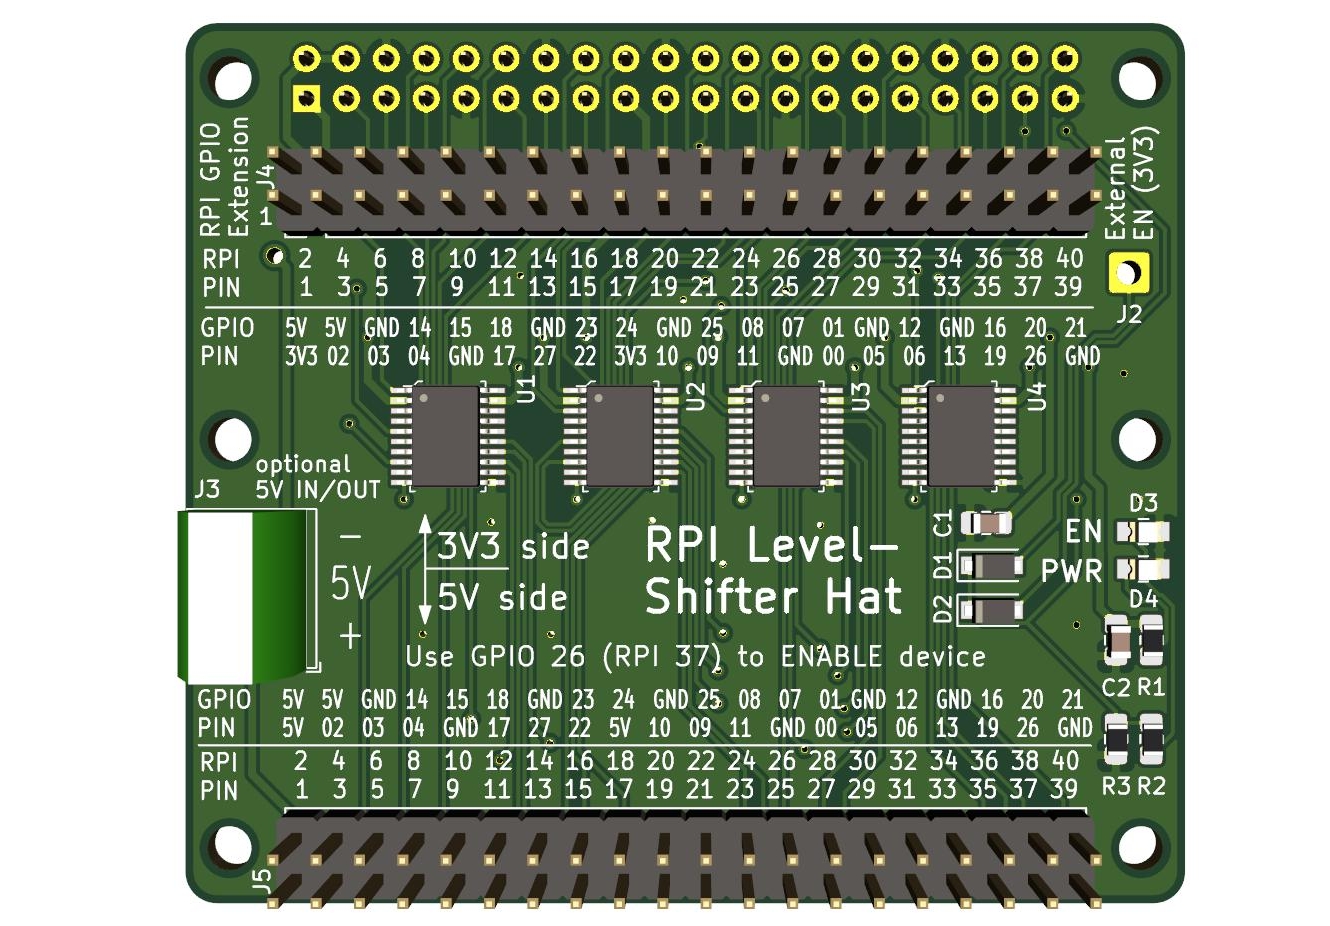 RPI GPIO
Extension
J4
1
External
EN (3V3)
J2
RPI 2 4 6 8 10 12 14 16 18 20 22 24 26 28 30 32 34 36 38 40
PIN 1 3 5 7 9 11 13 15 17 19 21 23 25 27 29 31 33 35 37 39
GPIO 5V 5V GND 14 15 18 GND 23 24 GND 25 08 07 01 GND 12 GND 16 20 21
PIN 3V3 02 03 04 GND 17 27 22 3V3 10 09 11 GND 00 05 06 13 19 26 GND
U1
U2
U3
U4
optional
J3 5V IN/OUT
-
5V
+
3V3 side
5V side
RPI Level-
Shifter Hat
C1
D1
D2
D3
EN
PWR
D4
Use GPIO 26 (RPI 37) to ENABLE device
C2 R1
GPIO 5V 5V GND 14 15 18 GND 23 24 GND 25 08 07 01 GND 12 GND 16 20 21
PIN 5V 02 03 04 GND 17 27 22 5V 10 09 11 GND 00 05 06 13 19 26 GND
RPI 2 4 6 8 10 12 14 16 18 20 22 24 26 28 30 32 34 36 38 40
PIN 1 3 5 7 9 11 13 15 17 19 21 23 25 27 29 31 33 35 37 39
R3 R2
J5